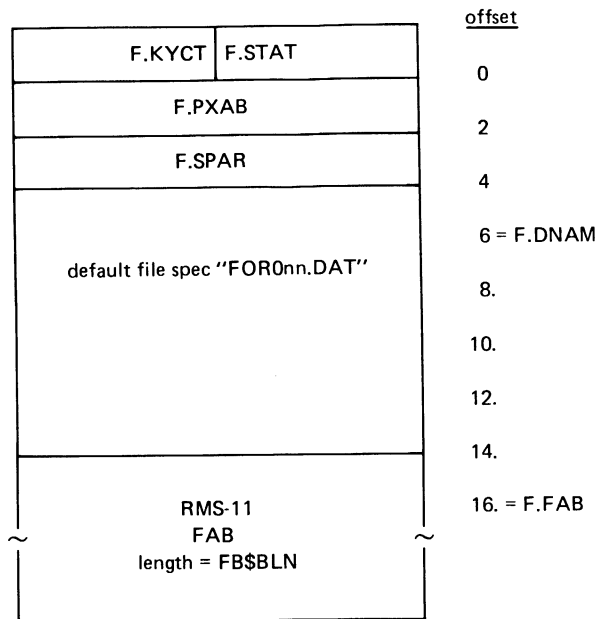 offset
F.KYCT F.STAT 0
F.PXAB 2
F.SPAR 4
6 = F.DNAM
default file spec "FOR0nn.DAT"
8.
10.
12.
14.
RMS-11 16. = F.FAB
~ FAB ~
length = FB$BLN